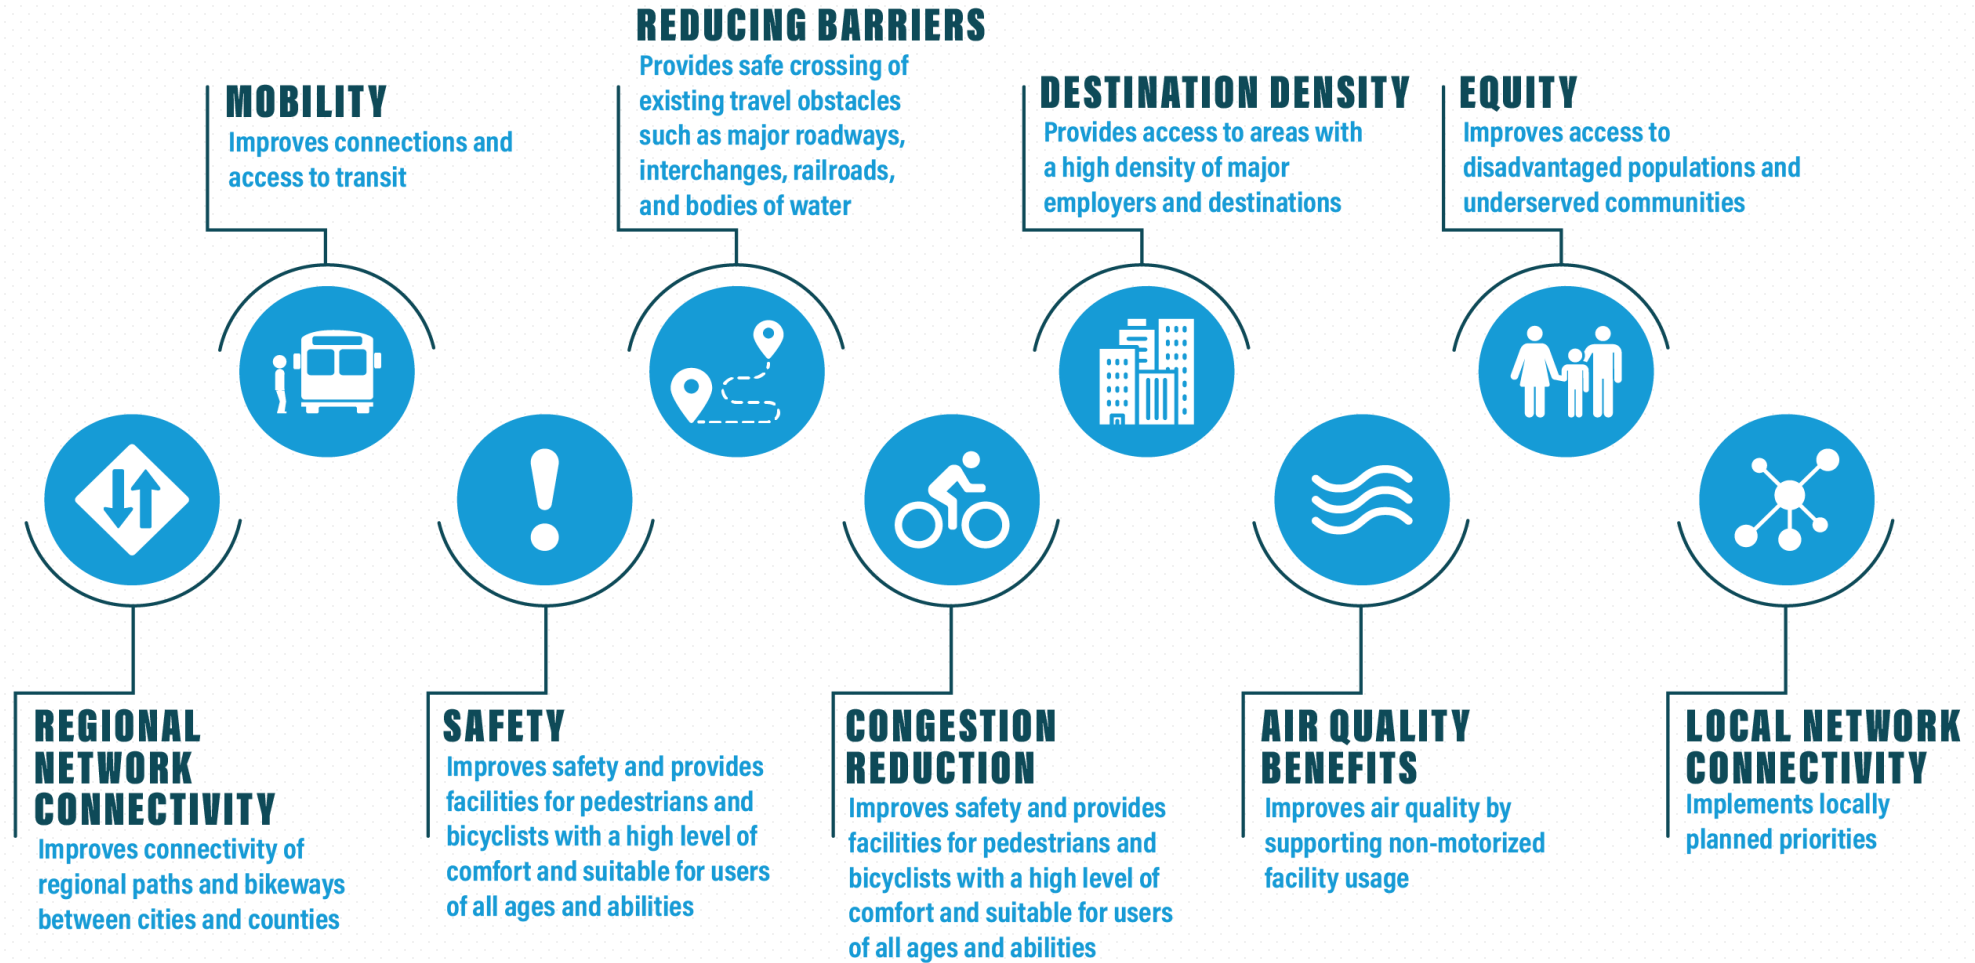 REDUCING BARRIERS
Provides safe crossing of
existing travel obstacles
such as major roadways,
interchanges, railroads,
and bodies of water
MOBILITY
Improves connections and
access to transit
DESTINATION DENSITY
Provides access to areas with
a high density of major
employers and destinations
EQUITY
Improves access to
disadvantaged populations and
underserved communities
REGIONAL
NETWORK
CONNECTIVITY
Improves connectivity of
regional paths and bikeways
between cities and counties
SAFETY
Improves safety and provides
facilities for pedestrians and
bicyclists with a high level of
comfort and suitable for users
of all ages and abilities
CONGESTION
REDUCTION
Improves safety and provides
facilities for pedestrians and
bicyclists with a high level of
comfort and suitable for users
of all ages and abilities
AIR QUALITY
BENEFITS
Improves air quality by
supporting non-motorized
facility usage
LOCAL NETWORK
CONNECTIVITY
Implements locally
planned priorities